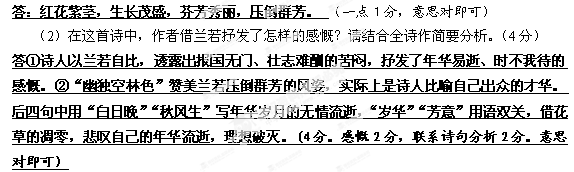 答：红花繁茎，生长茂盛，芬芳秀丽，压倒群芳。（一点 1 分，意思对即可）
（2）在这首诗中，作者借兰若抒发了怎样的感慨？请结合全诗作简要分析。（4 分）
答①诗人以兰若自比，透露出报国无门、壮志难酬的苦闷，抒发了年华易逝、时不我待的
感慨。②“幽独空林色”赞美兰若压倒群芳的风姿，实际上是诗人比喻自己出众的才华。
后四句中用“白日晚”“秋风生”写年华岁月的无情流逝，“岁华”“芳意”用语双关，借花
草的凋零，悲叹自己的年华流逝，理想破灭。（4 分。感慨 2 分，联系诗句分析 2 分。意思
对即可）